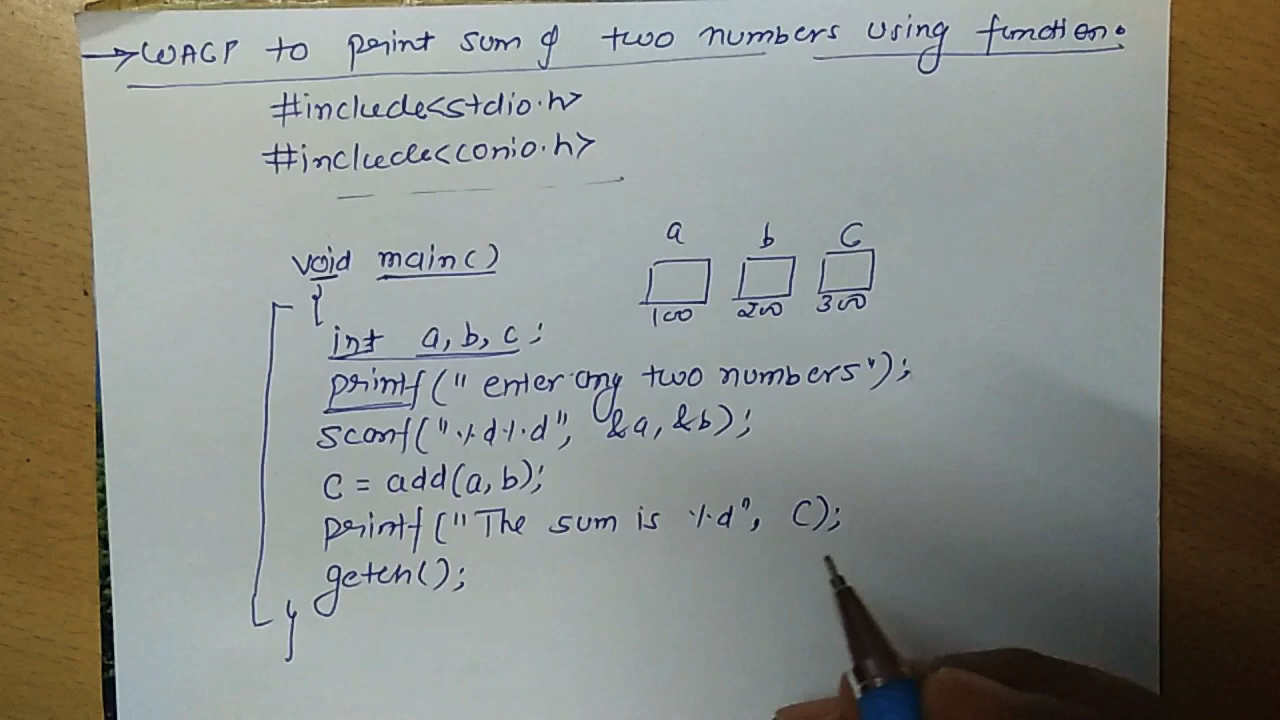 → WACP to print sum of two numbers using function.
#include<stdio.h>
#include<conio.h>
void main()
{
int a, b, c;
printf(" enter any two numbers");
scanf("%d%d", &a, &b);
c = add(a, b);
printf("The sum is %d", c);
getch();
}
a b c
100 200 300